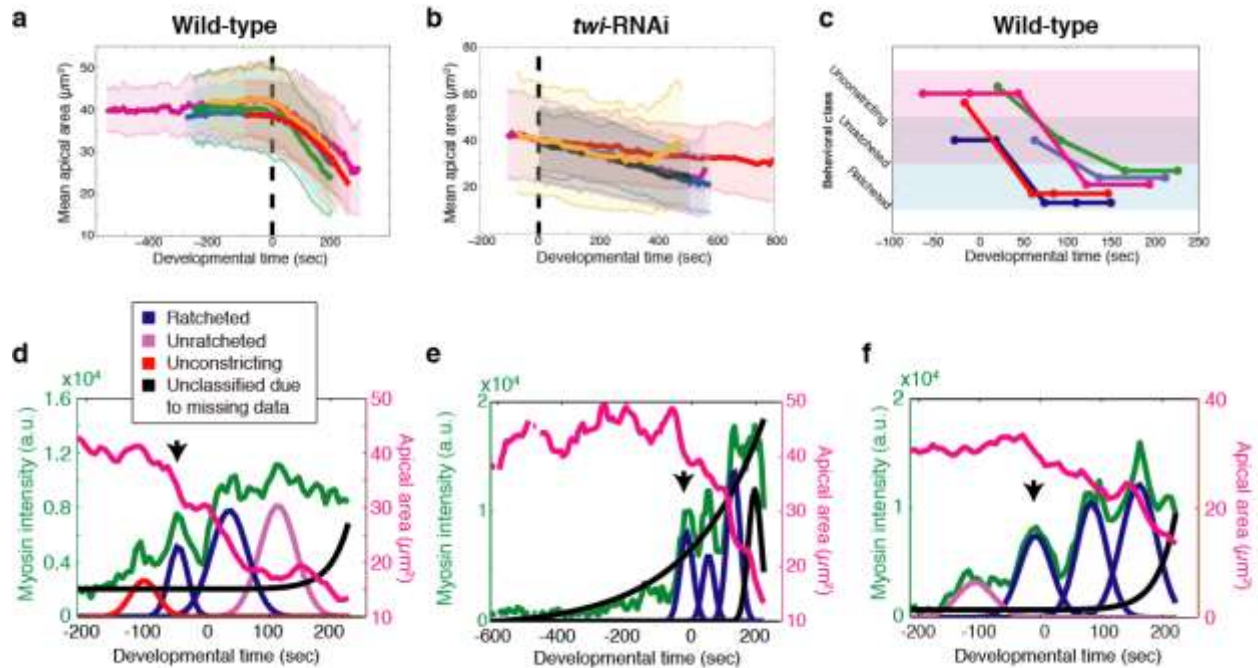 a
Wild-type
Mean apical area (μm²)
50
40
30
20
10
-400
-200
0
200
Developmental time (sec)
b
twi-RNAi
Mean apical area (μm²)
80
60
40
20
-200
0
200
400
600
800
Developmental time (sec)
c
Wild-type
Behavioral class
Unconstricting
Unratcheted
Ratcheted
-100
-50
0
50
100
150
200
250
Developmental time (sec)
Ratcheted
Unratcheted
Unconstricting
Unclassified due
to missing data
d
x10⁴
Myosin intensity (a.u.)
1.6
1.2
0.8
0.4
0
50
40
30
20
10
Apical area (μm²)
-200
-100
0
100
200
Developmental time (sec)
e
x10⁴
Myosin intensity (a.u.)
2
1
0
50
40
30
20
10
Apical area (μm²)
-600
-400
-200
0
200
Developmental time (sec)
f
x10⁴
Myosin intensity (a.u.)
2
1
0
40
20
0
Apical area (μm²)
-200
-100
0
100
200
Developmental time (sec)